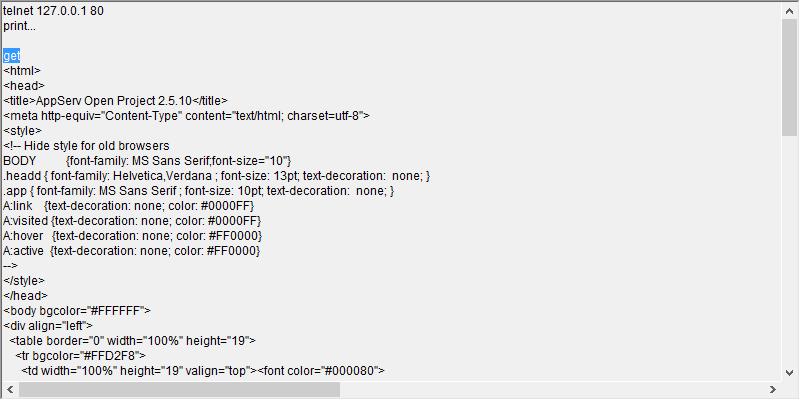 telnet 127.0.0.1 80
print...
get
<html>
<head>
<title>AppServ Open Project 2.5.10</title>
<meta http-equiv="Content-Type" content="text/html; charset=utf-8">
<style>
<!-- Hide style for old browsers
BODY          {font-family: MS Sans Serif;font-size="10"}
.headd { font-family: Helvetica,Verdana ; font-size: 13pt; text-decoration:  none; }
.app { font-family: MS Sans Serif ; font-size: 10pt; text-decoration:  none; }
A:link    {text-decoration: none; color: #0000FF}
A:visited {text-decoration: none; color: #0000FF}
A:hover   {text-decoration: none; color: #FF0000}
A:active  {text-decoration: none; color: #FF0000}
-->
</style>
</head>
<body bgcolor="#FFFFFF">
<div align="left">
  <table border="0" width="100%" height="19">
    <tr bgcolor="#FFD2F8">
      <td width="100%" height="19" valign="top"><font color="#000080">